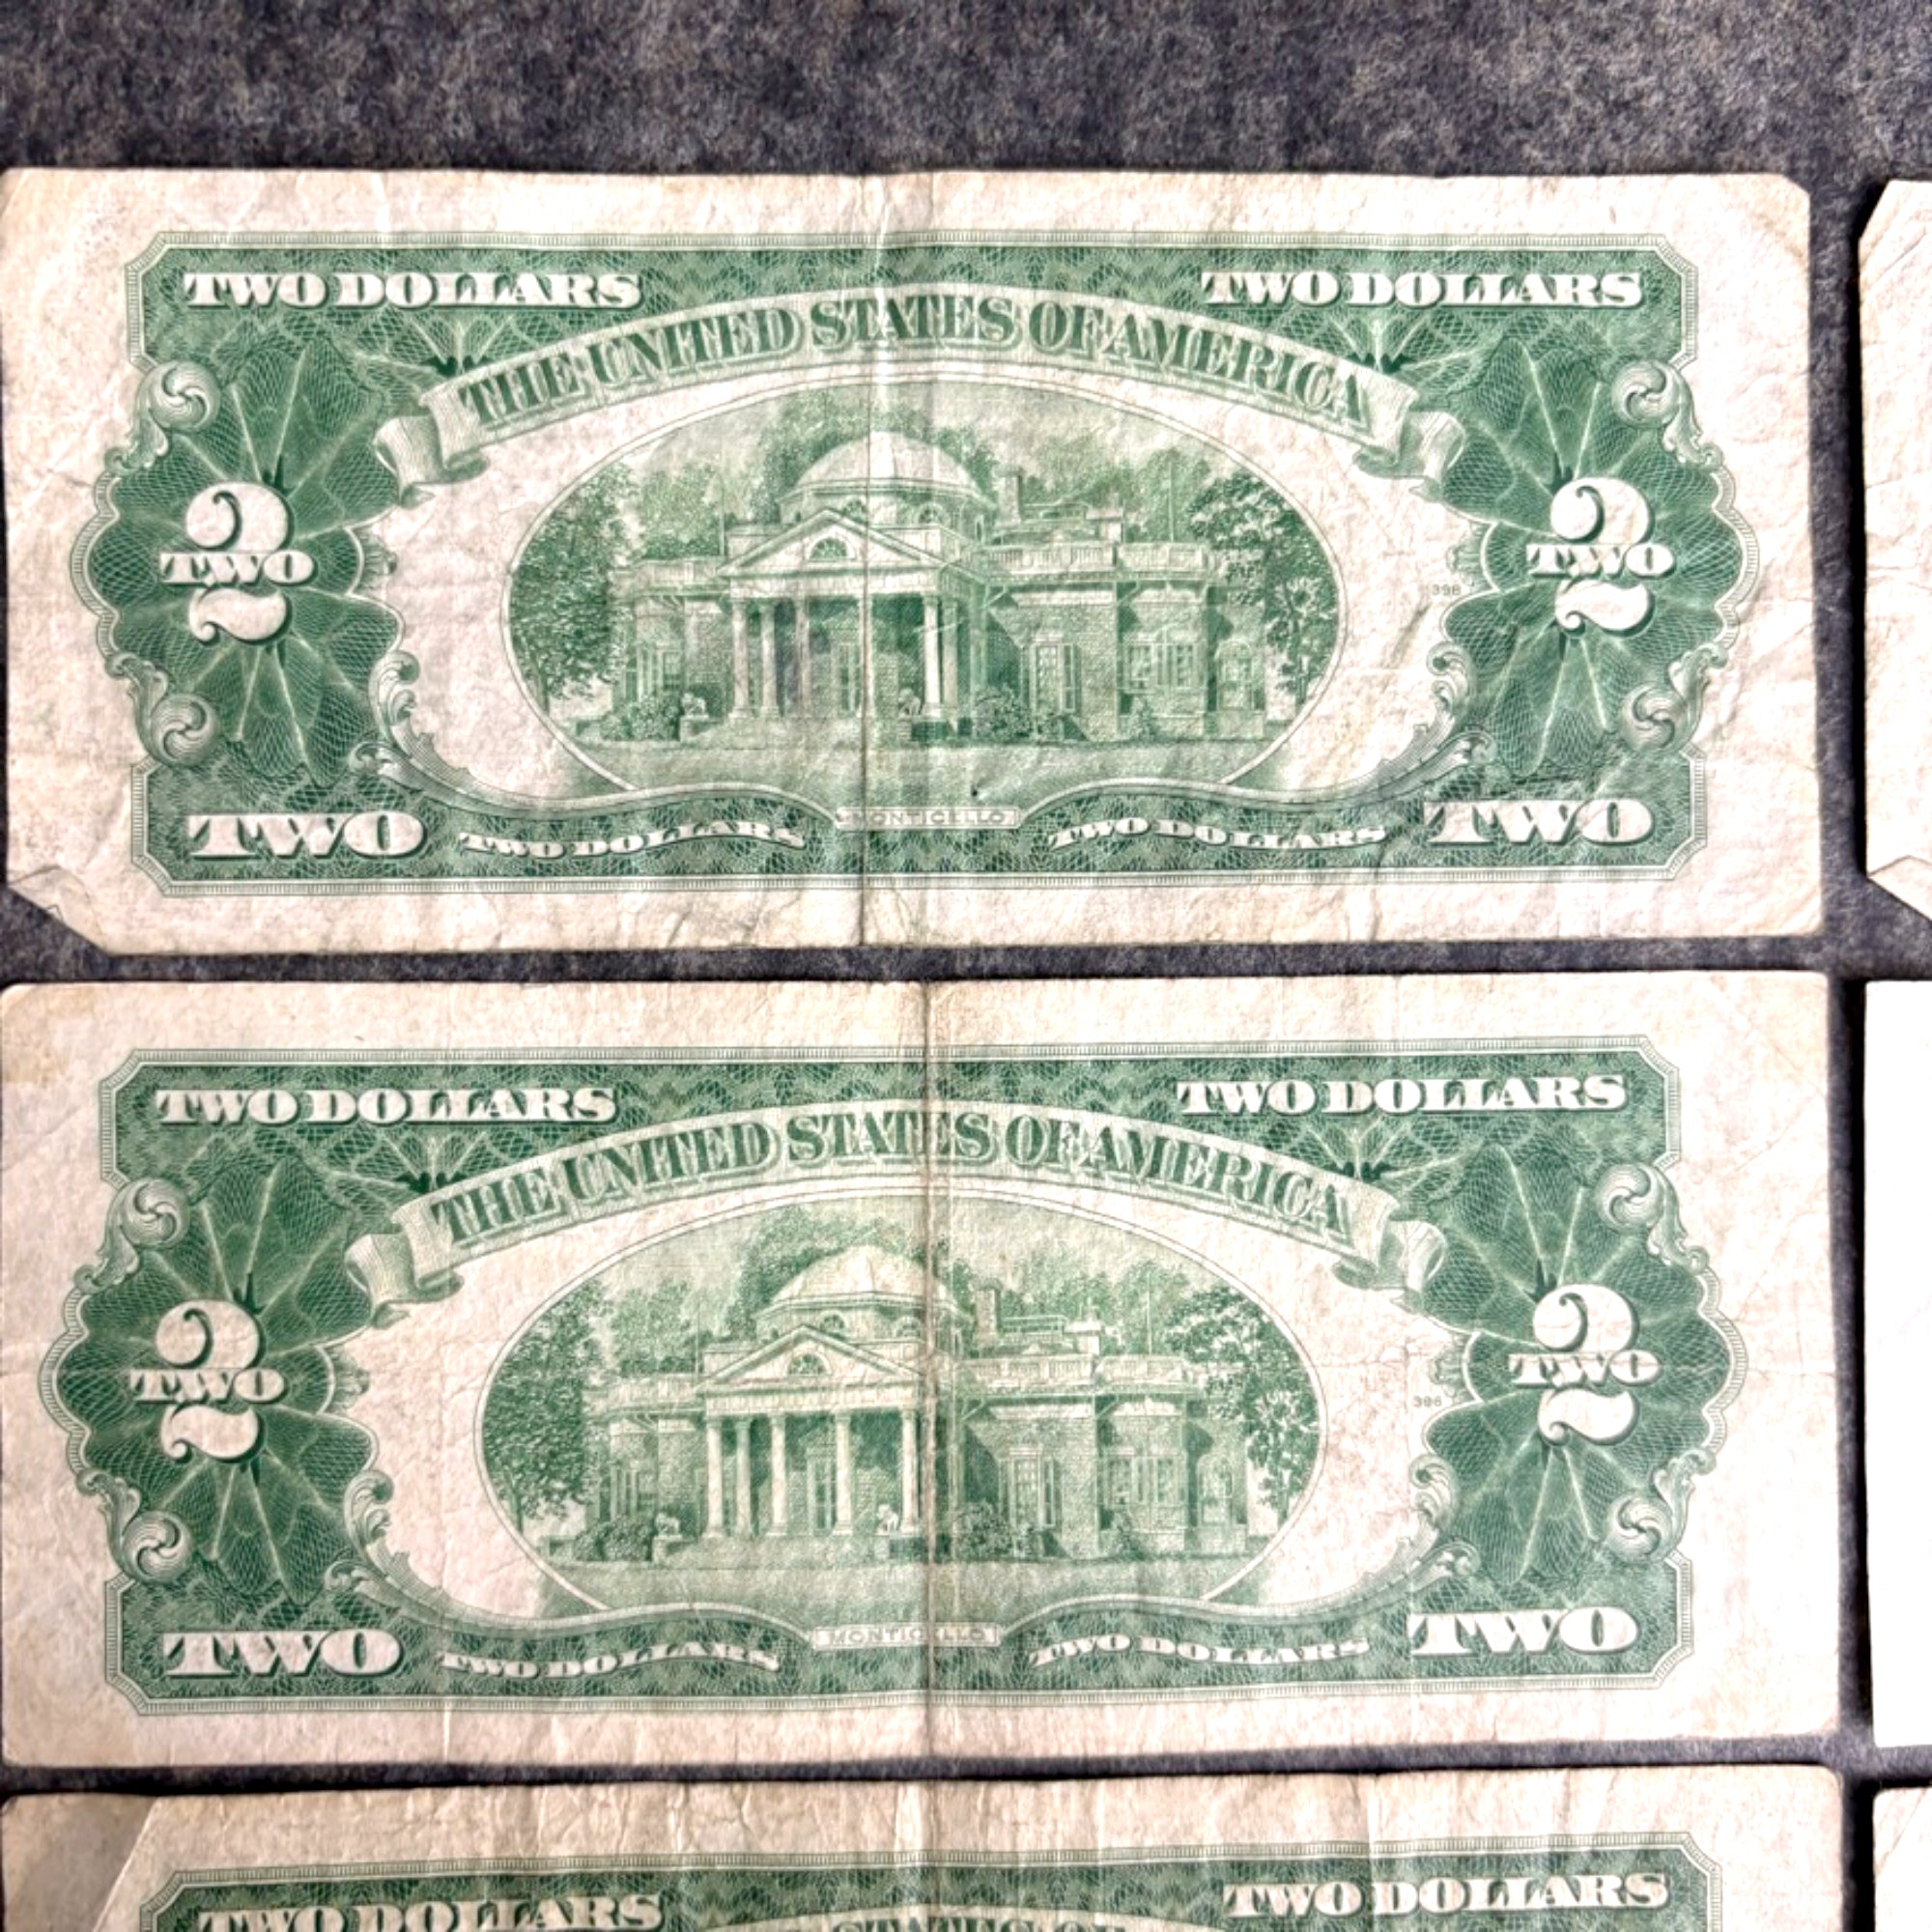 TWO DOLLARS TWO DOLLARS
THE UNITED STATES OF AMERICA
2 2
TWO TWO
398
MONTICELLO
TWO TWO DOLLARS TWO DOLLARS TWO
TWO DOLLARS TWO DOLLARS
THE UNITED STATES OF AMERICA
2 2
TWO TWO
396
MONTICELLO
TWO TWO DOLLARS TWO DOLLARS TWO
TWO DOLLARS TWO DOLLARS
STATES OF